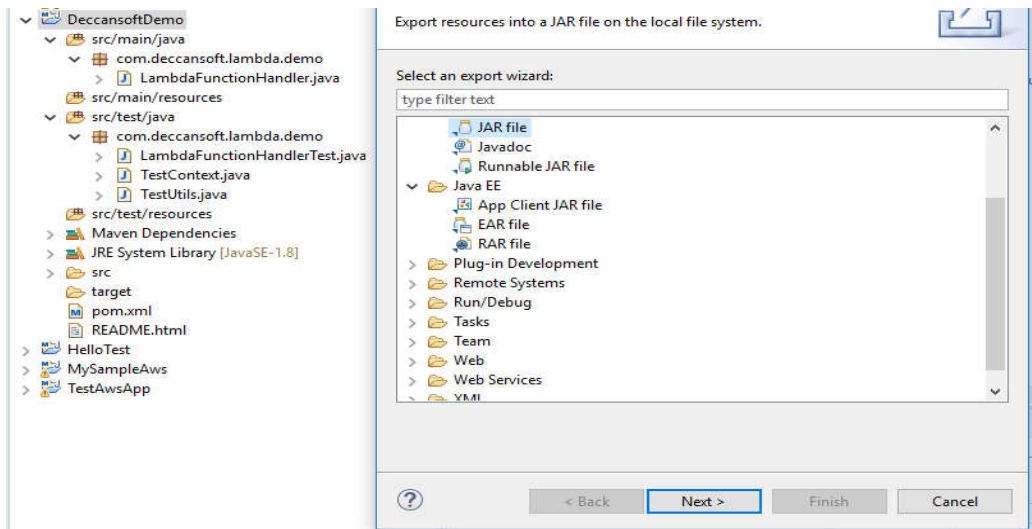 DeccansoftDemo
src/main/java
com.deccansoft.lambda.demo
LambdaFunctionHandler.java
src/main/resources
src/test/java
com.deccansoft.lambda.demo
LambdaFunctionHandlerTest.java
TestContext.java
TestUtils.java
src/test/resources
Maven Dependencies
JRE System Library [JavaSE-1.8]
src
target
pom.xml
README.html
HelloTest
MySampleAws
TestAwsApp
Export resources into a JAR file on the local file system.
Select an export wizard:
type filter text
JAR file
Javadoc
Runnable JAR file
Java EE
App Client JAR file
EAR file
RAR file
Plug-in Development
Remote Systems
Run/Debug
Tasks
Team
Web
Web Services
XML
< Back
Next >
Finish
Cancel